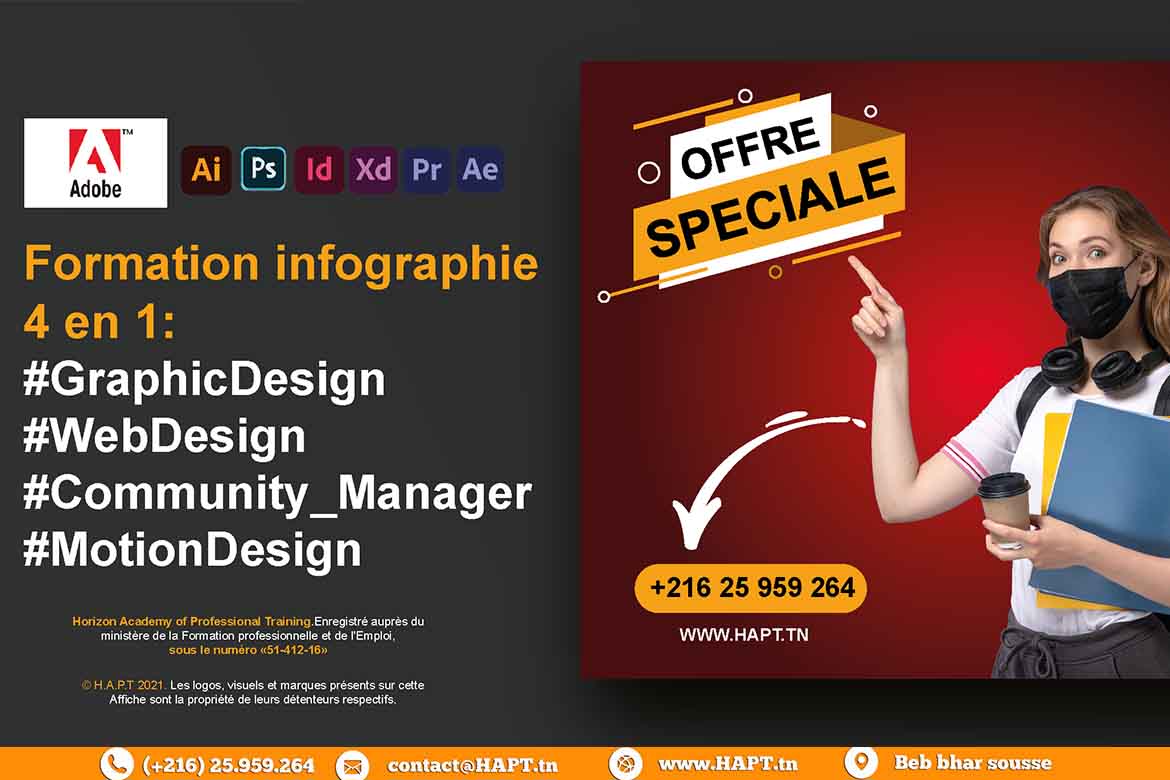 Adobe™
Ai Ps Id Xd Pr Ae
Formation infographie
4 en 1:
#GraphicDesign
#WebDesign
#Community_Manager
#MotionDesign
Horizon Academy of Professional Training.Enregistré auprès du
ministère de la Formation professionnelle et de l'Emploi,
sous le numéro «51-412-16»
© H.A.P.T 2021. Les logos, visuels et marques présents sur cette
Affiche sont la propriété de leurs détenteurs respectifs.
OFFRE
SPECIALE
+216 25 959 264
WWW.HAPT.TN
(+216) 25.959.264 contact@HAPT.tn www.HAPT.tn Beb bhar sousse